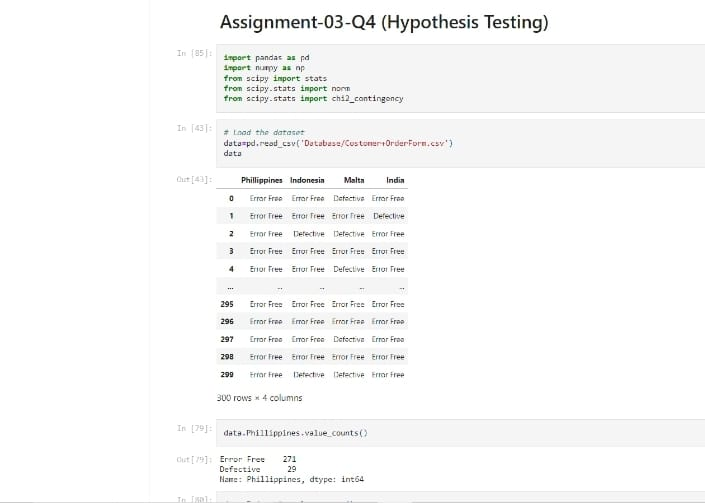 Assignment-03-Q4 (Hypothesis Testing)
In [85]:
import pandas as pd
import numpy as np
from scipy import stats
from scipy.stats import norm
from scipy.stats import chi2_contingency
In [43]:
# Load the dataset
data=pd.read_csv('Database/Costomer+OrderForm.csv')
data
Out[43]:
Phillippines Indonesia Malta India
0 Error Free Error Free Defective Error Free
1 Error Free Error Free Error Free Defective
2 Error Free Defective Defective Error Free
3 Error Free Error Free Error Free Error Free
4 Error Free Error Free Defective Error Free
... .. .. .. ..
295 Error Free Error Free Error Free Error Free
296 Error Free Error Free Error Free Error Free
297 Error Free Error Free Defective Error Free
298 Error Free Error Free Error Free Error Free
299 Error Free Defective Defective Error Free
300 rows × 4 columns
In [79]:
data.Phillippines.value_counts()
Out[79]:
Error Free 271
Defective 29
Name: Phillippines, dtype: int64
In [80]: